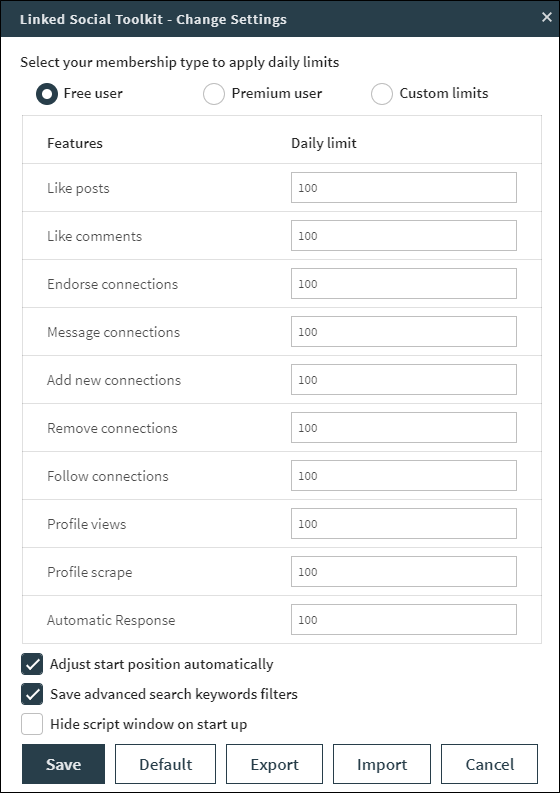 Linked Social Toolkit - Change Settings ×
Select your membership type to apply daily limits
Free user Premium user Custom limits
Features Daily limit
Like posts 100
Like comments 100
Endorse connections 100
Message connections 100
Add new connections 100
Remove connections 100
Follow connections 100
Profile views 100
Profile scrape 100
Automatic Response 100
Adjust start position automatically
Save advanced search keywords filters
Hide script window on start up
Save Default Export Import Cancel